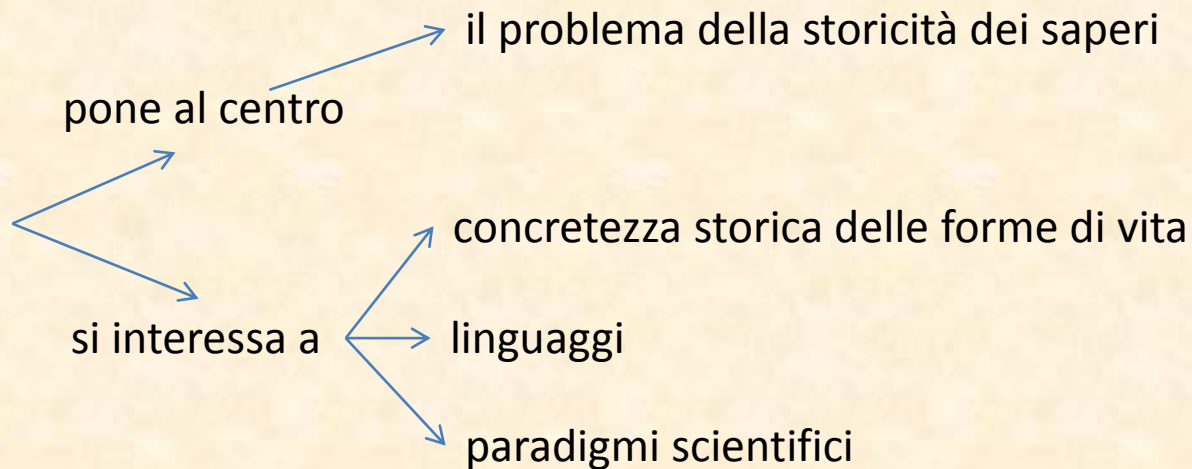 il problema della storicità dei saperi
pone al centro
concretezza storica delle forme di vita
si interessa a
linguaggi
paradigmi scientifici